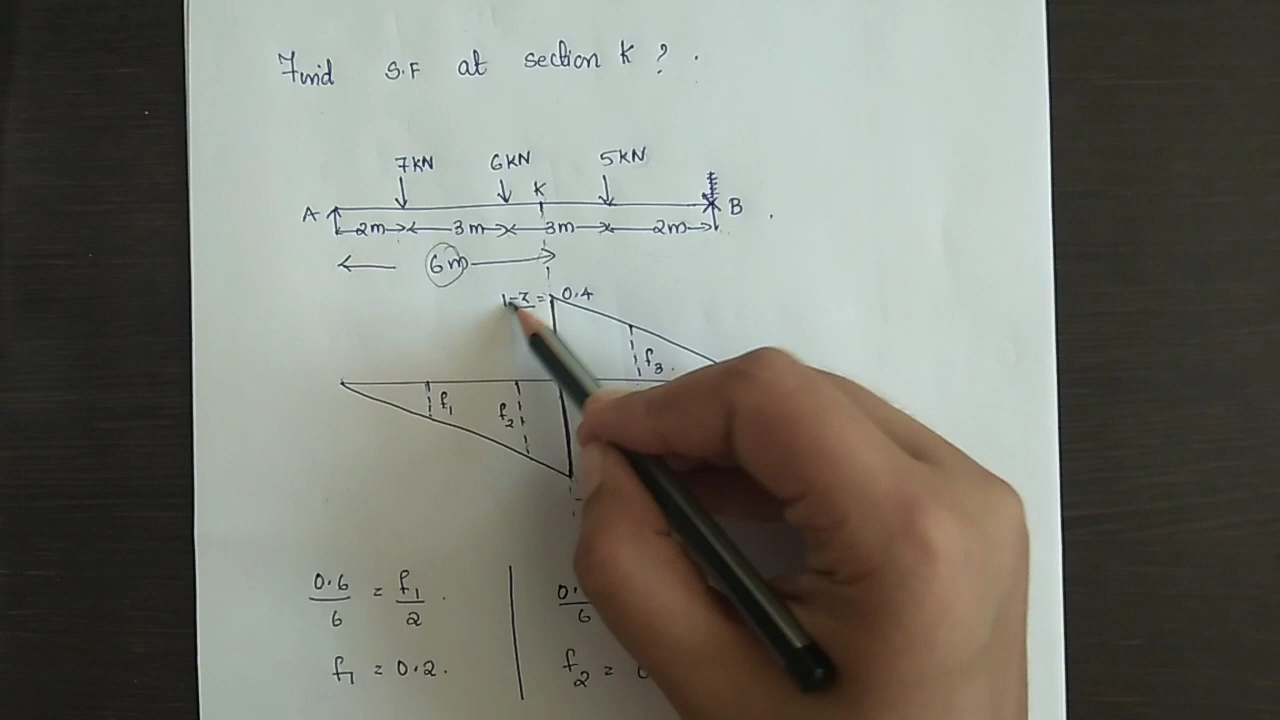 Find S.F at section K ? .
7KN 6KN K 5KN
A B .
2m 3m 3m 2m
6m
0.4
f3 .
f1 f2
0.6/6 = f1/2 .
6
f1 = 0.2 .
f2 =